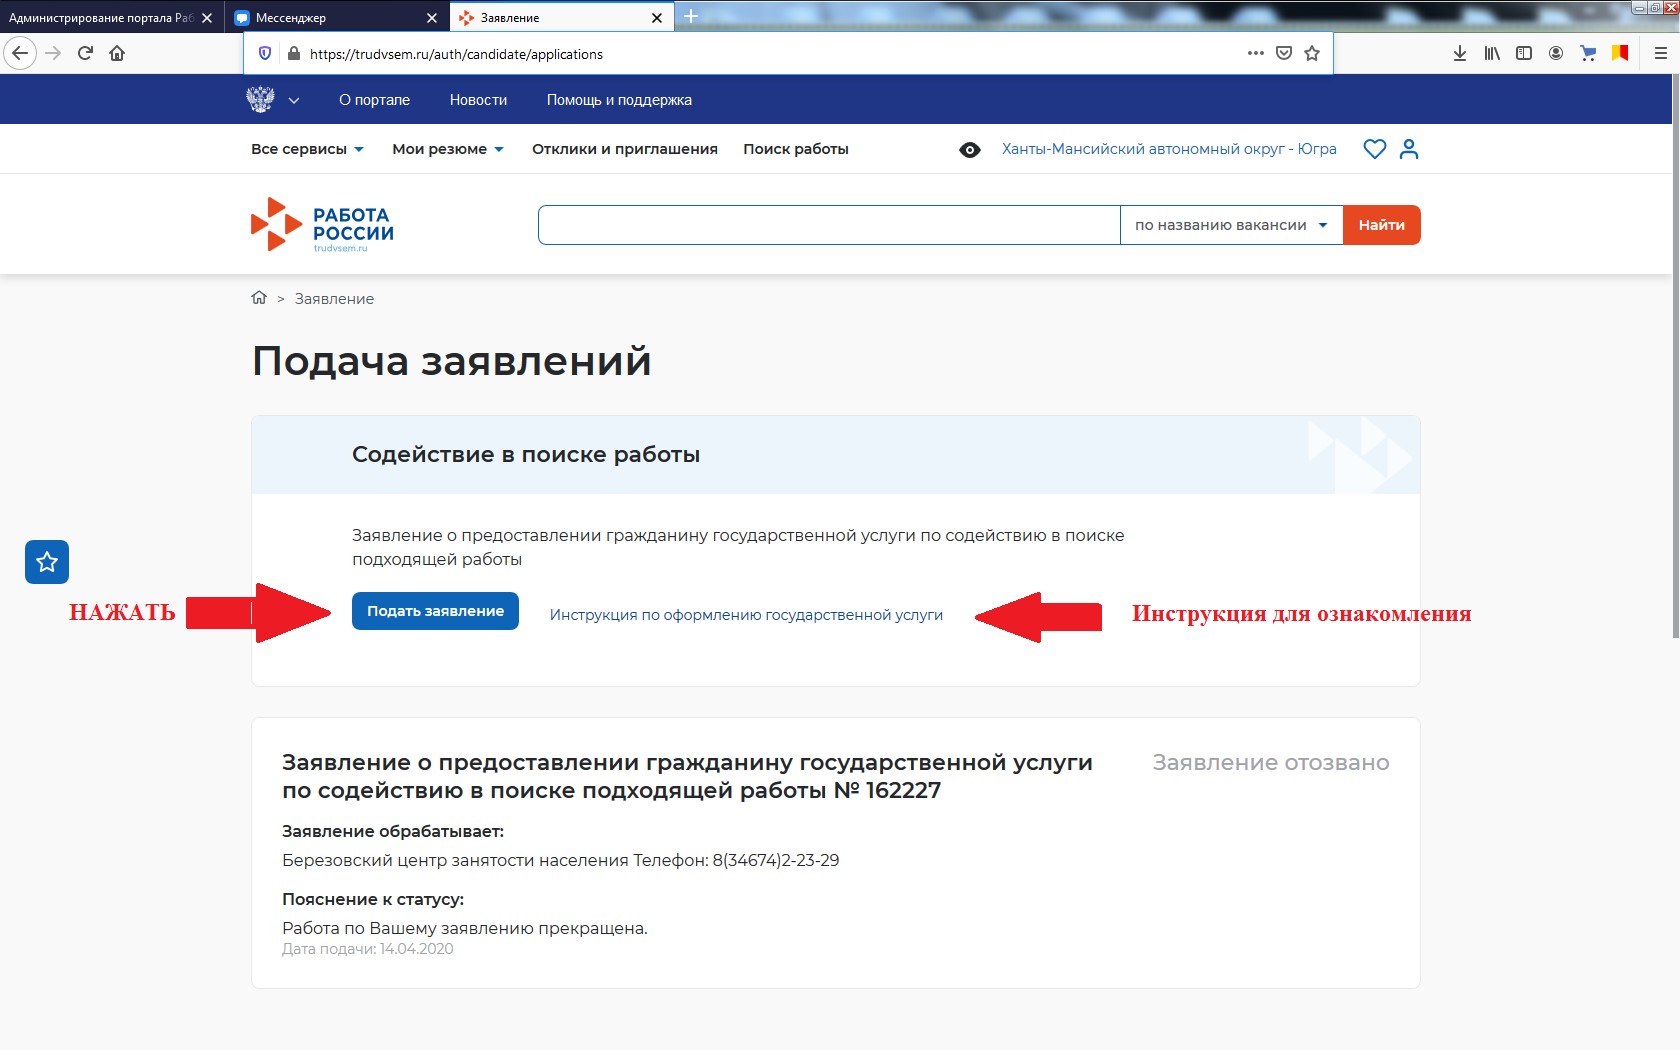 Администрирование портала Раб
Мессенджер
Заявление
https://trudvsem.ru/auth/candidate/applications
О портале
Новости
Помощь и поддержка
Все сервисы
Мои резюме
Отклики и приглашения
Поиск работы
Ханты-Мансийский автономный округ - Югра
РАБОТА
РОССИИ
trudvsem.ru
по названию вакансии
Найти
> Заявление
Подача заявлений
Содействие в поиске работы
Заявление о предоставлении гражданину государственной услуги по содействию в поиске
подходящей работы
НАЖАТЬ
Подать заявление
Инструкция по оформлению государственной услуги
Инструкция для ознакомления
Заявление о предоставлении гражданину государственной услуги
по содействию в поиске подходящей работы № 162227
Заявление отозвано
Заявление обрабатывает:
Березовский центр занятости населения Телефон: 8(34674)2-23-29
Пояснение к статусу:
Работа по Вашему заявлению прекращена.
Дата подачи: 14.04.2020